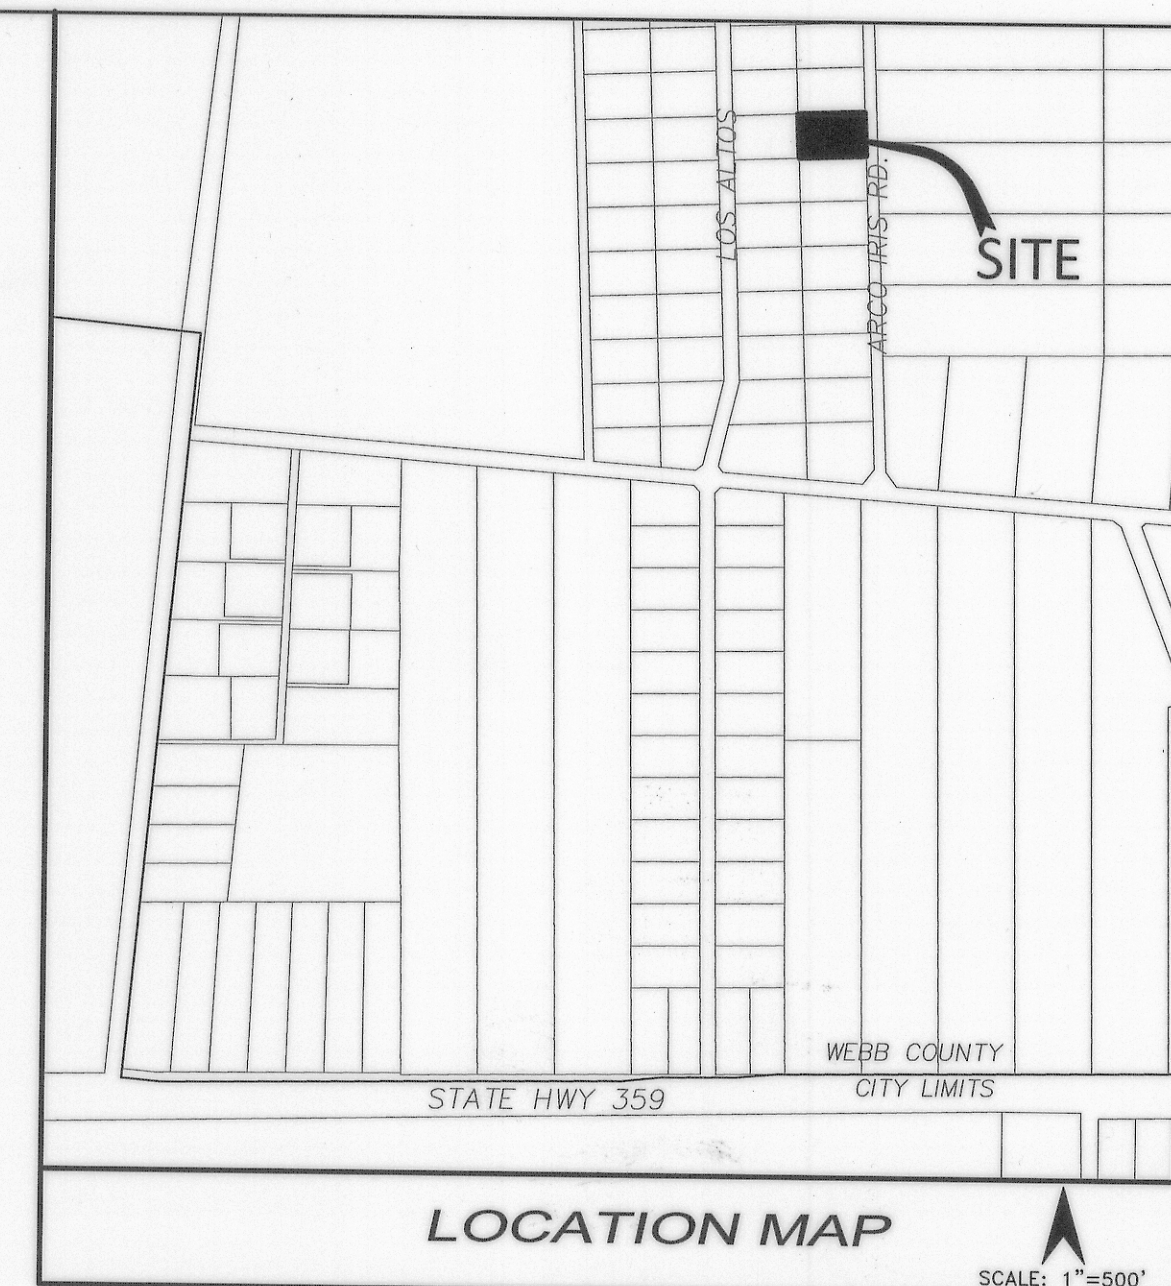 LOS ALTOS
ARCO IRIS RD.
SITE
WEBB COUNTY
CITY LIMITS
STATE HWY 359
LOCATION MAP
SCALE: 1"=500'